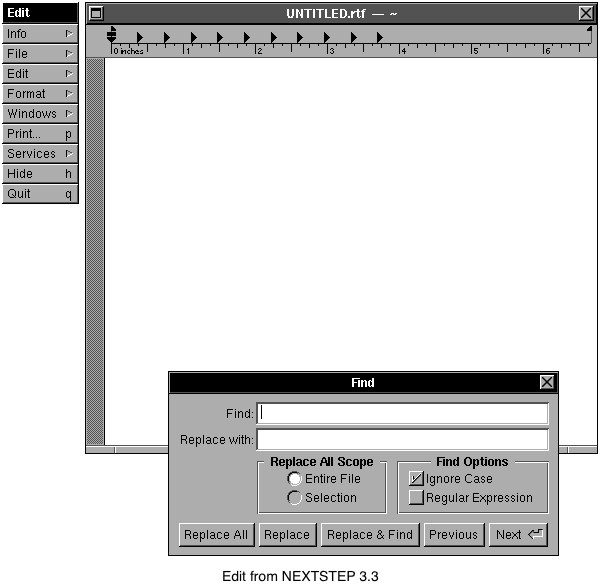 Edit
Info
File
Edit
Format
Windows
Print... p
Services
Hide h
Quit q
UNTITLED.rtf — ~
0 inches 1 2 3 4 5 6
Find
Find:
Replace with:
Replace All Scope
Entire File
Selection
Find Options
Ignore Case
Regular Expression
Replace All Replace Replace & Find Previous Next
Edit from NEXTSTEP 3.3